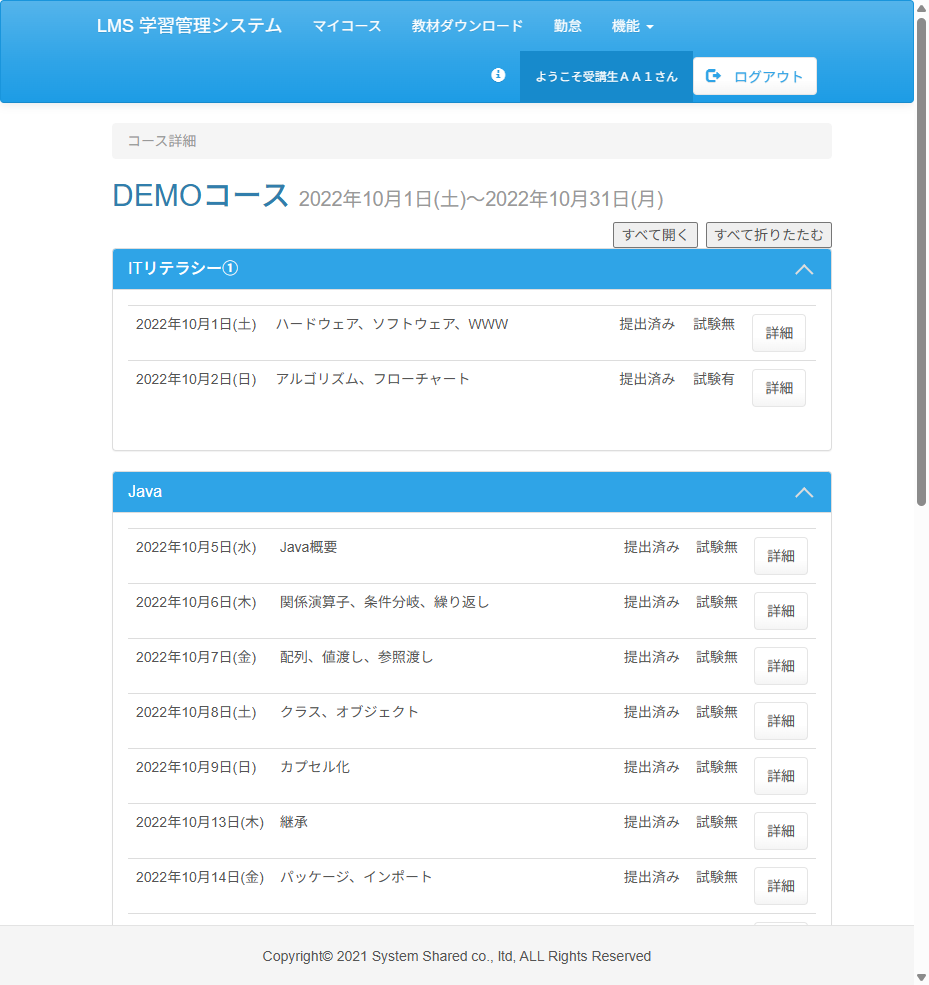 LMS 学習管理システム マイコース 教材ダウンロード 勤怠 機能
ようこそ受講生ＡＡ１さん ログアウト
コース詳細
DEMOコース 2022年10月1日(土)～2022年10月31日(月)
すべて開く すべて折りたたむ
ITリテラシー①
2022年10月1日(土) ハードウェア、ソフトウェア、WWW 提出済み 試験無 詳細
2022年10月2日(日) アルゴリズム、フローチャート 提出済み 試験有 詳細
Java
2022年10月5日(水) Java概要 提出済み 試験無 詳細
2022年10月6日(木) 関係演算子、条件分岐、繰り返し 提出済み 試験無 詳細
2022年10月7日(金) 配列、値渡し、参照渡し 提出済み 試験無 詳細
2022年10月8日(土) クラス、オブジェクト 提出済み 試験無 詳細
2022年10月9日(日) カプセル化 提出済み 試験無 詳細
2022年10月13日(木) 継承 提出済み 試験無 詳細
2022年10月14日(金) パッケージ、インポート 提出済み 試験無 詳細
Copyright© 2021 System Shared co., ltd, ALL Rights Reserved